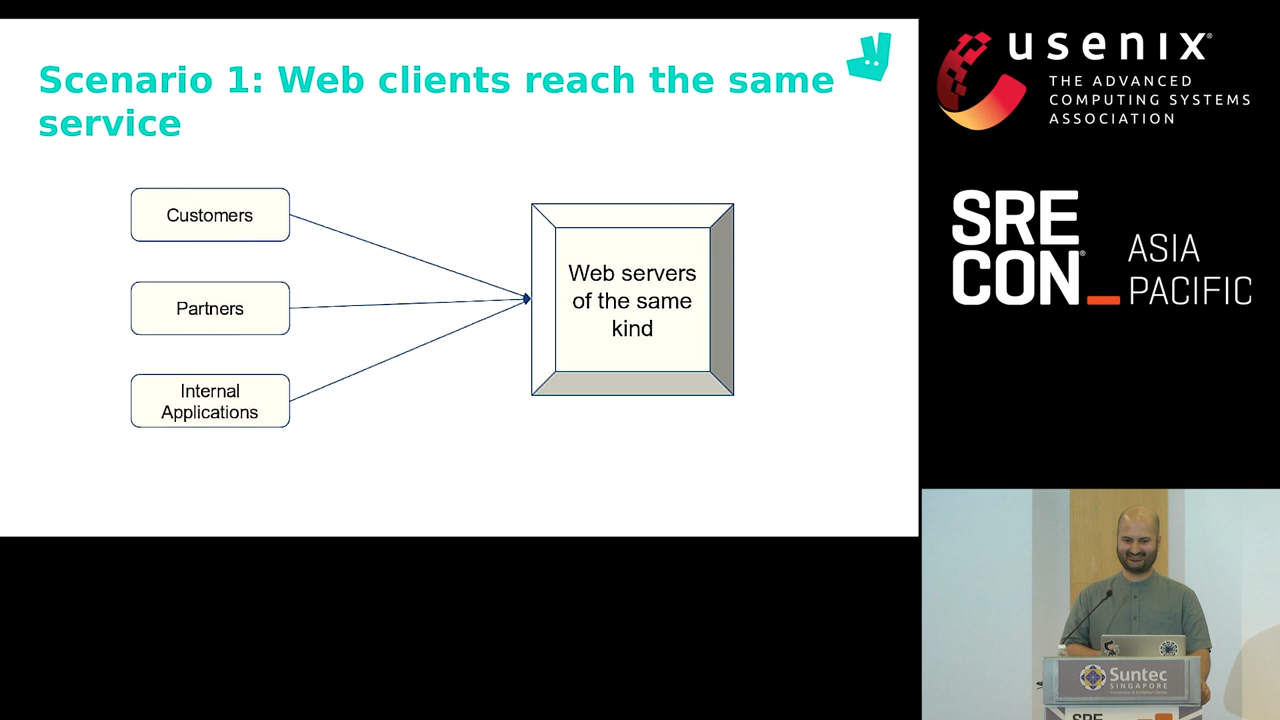 Scenario 1: Web clients reach the same
service
Customers
Partners
Internal
Applications
Web servers
of the same
kind
usenix®
THE ADVANCED
COMPUTING SYSTEMS
ASSOCIATION
SRE
CON®
ASIA
PACIFIC
Suntec
SINGAPORE
SRE